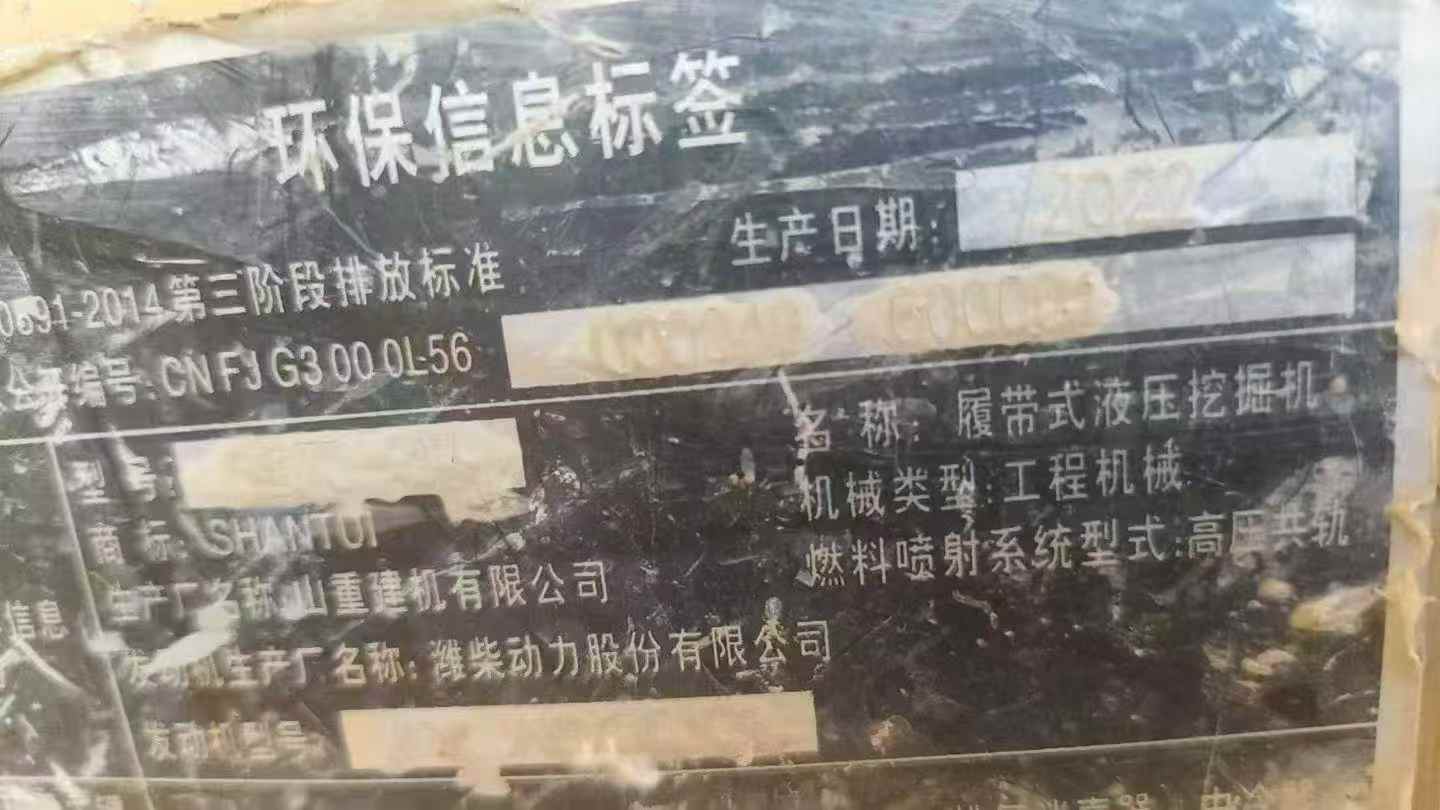 环保信息标签
生产日期: 2022
0691-2014第三阶段排放标准
编号: CN FJ G3 00 0L-56
型号:
名 称: 履带式液压挖掘机
商 标: SHANTUI
机械类型: 工程机械
生产厂名称: 山重建机有限公司
燃料喷射系统型式: 高压共轨
信息
发动机生产厂名称: 潍柴动力股份有限公司
发动机型号: